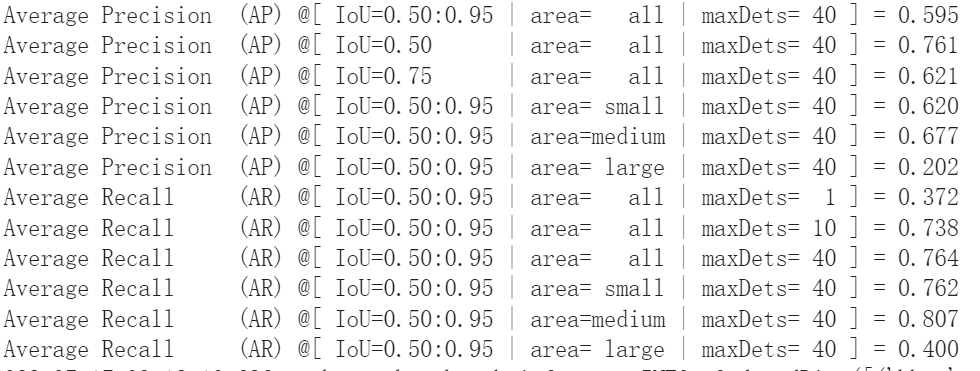 Average Precision  (AP) @[ IoU=0.50:0.95 | area=   all | maxDets= 40 ] = 0.595
Average Precision  (AP) @[ IoU=0.50      | area=   all | maxDets= 40 ] = 0.761
Average Precision  (AP) @[ IoU=0.75      | area=   all | maxDets= 40 ] = 0.621
Average Precision  (AP) @[ IoU=0.50:0.95 | area= small | maxDets= 40 ] = 0.620
Average Precision  (AP) @[ IoU=0.50:0.95 | area=medium | maxDets= 40 ] = 0.677
Average Precision  (AP) @[ IoU=0.50:0.95 | area= large | maxDets= 40 ] = 0.202
Average Recall     (AR) @[ IoU=0.50:0.95 | area=   all | maxDets=  1 ] = 0.372
Average Recall     (AR) @[ IoU=0.50:0.95 | area=   all | maxDets= 10 ] = 0.738
Average Recall     (AR) @[ IoU=0.50:0.95 | area=   all | maxDets= 40 ] = 0.764
Average Recall     (AR) @[ IoU=0.50:0.95 | area= small | maxDets= 40 ] = 0.762
Average Recall     (AR) @[ IoU=0.50:0.95 | area=medium | maxDets= 40 ] = 0.807
Average Recall     (AR) @[ IoU=0.50:0.95 | area= large | maxDets= 40 ] = 0.400